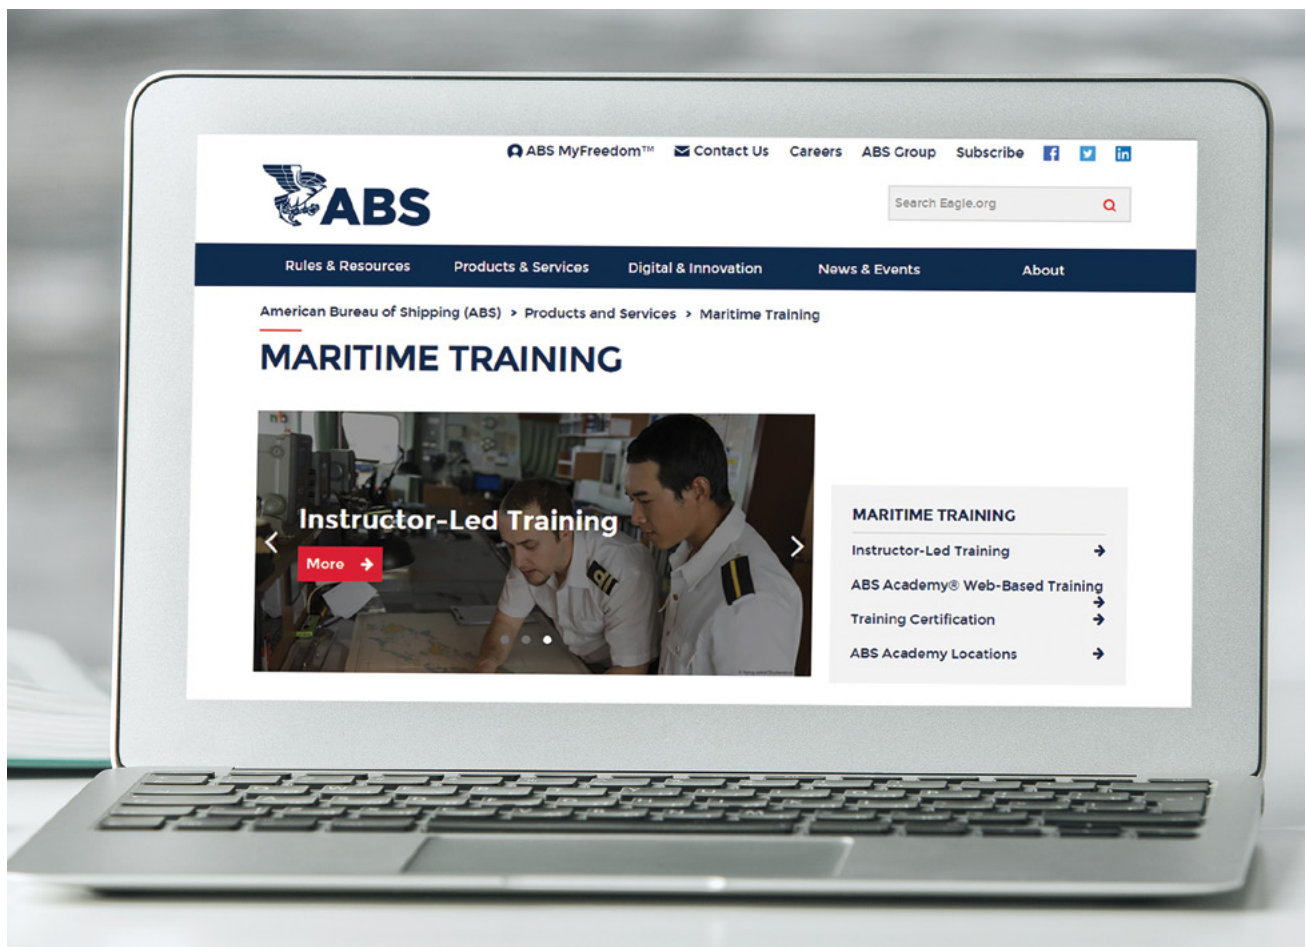 ABS MyFreedom™ Contact Us Careers ABS Group Subscribe f in
ABS
Search Eagle.org
Rules & Resources Products & Services Digital & Innovation News & Events About
American Bureau of Shipping (ABS) > Products and Services > Maritime Training
MARITIME TRAINING
Instructor-Led Training
More
MARITIME TRAINING
Instructor-Led Training
ABS Academy® Web-Based Training
Training Certification
ABS Academy Locations